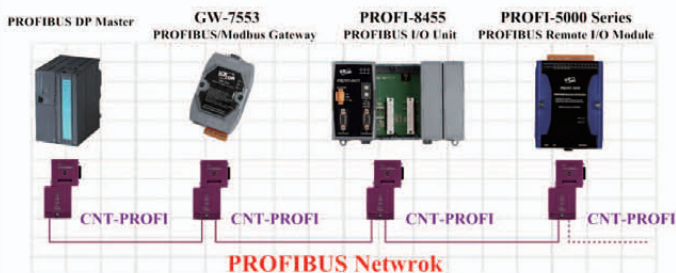 PROFIBUS DP Master
GW-7553
PROFIBUS/Modbus Gateway
PROFI-8455
PROFIBUS I/O Unit
PROFI-5000 Series
PROFIBUS Remote I/O Module
CNT-PROFI
CNT-PROFI
CNT-PROFI
CNT-PROFI
PROFIBUS Netwrok